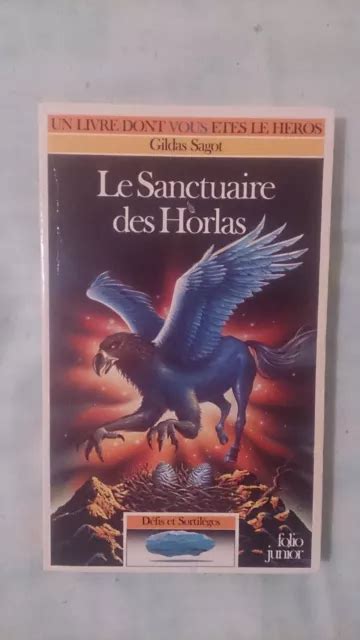 UN LIVRE DONT VOUS ETES LE HEROS
Gildas Sagot
Le Sanctuaire
des Horlas
Défis et Sortilèges
folio
junior